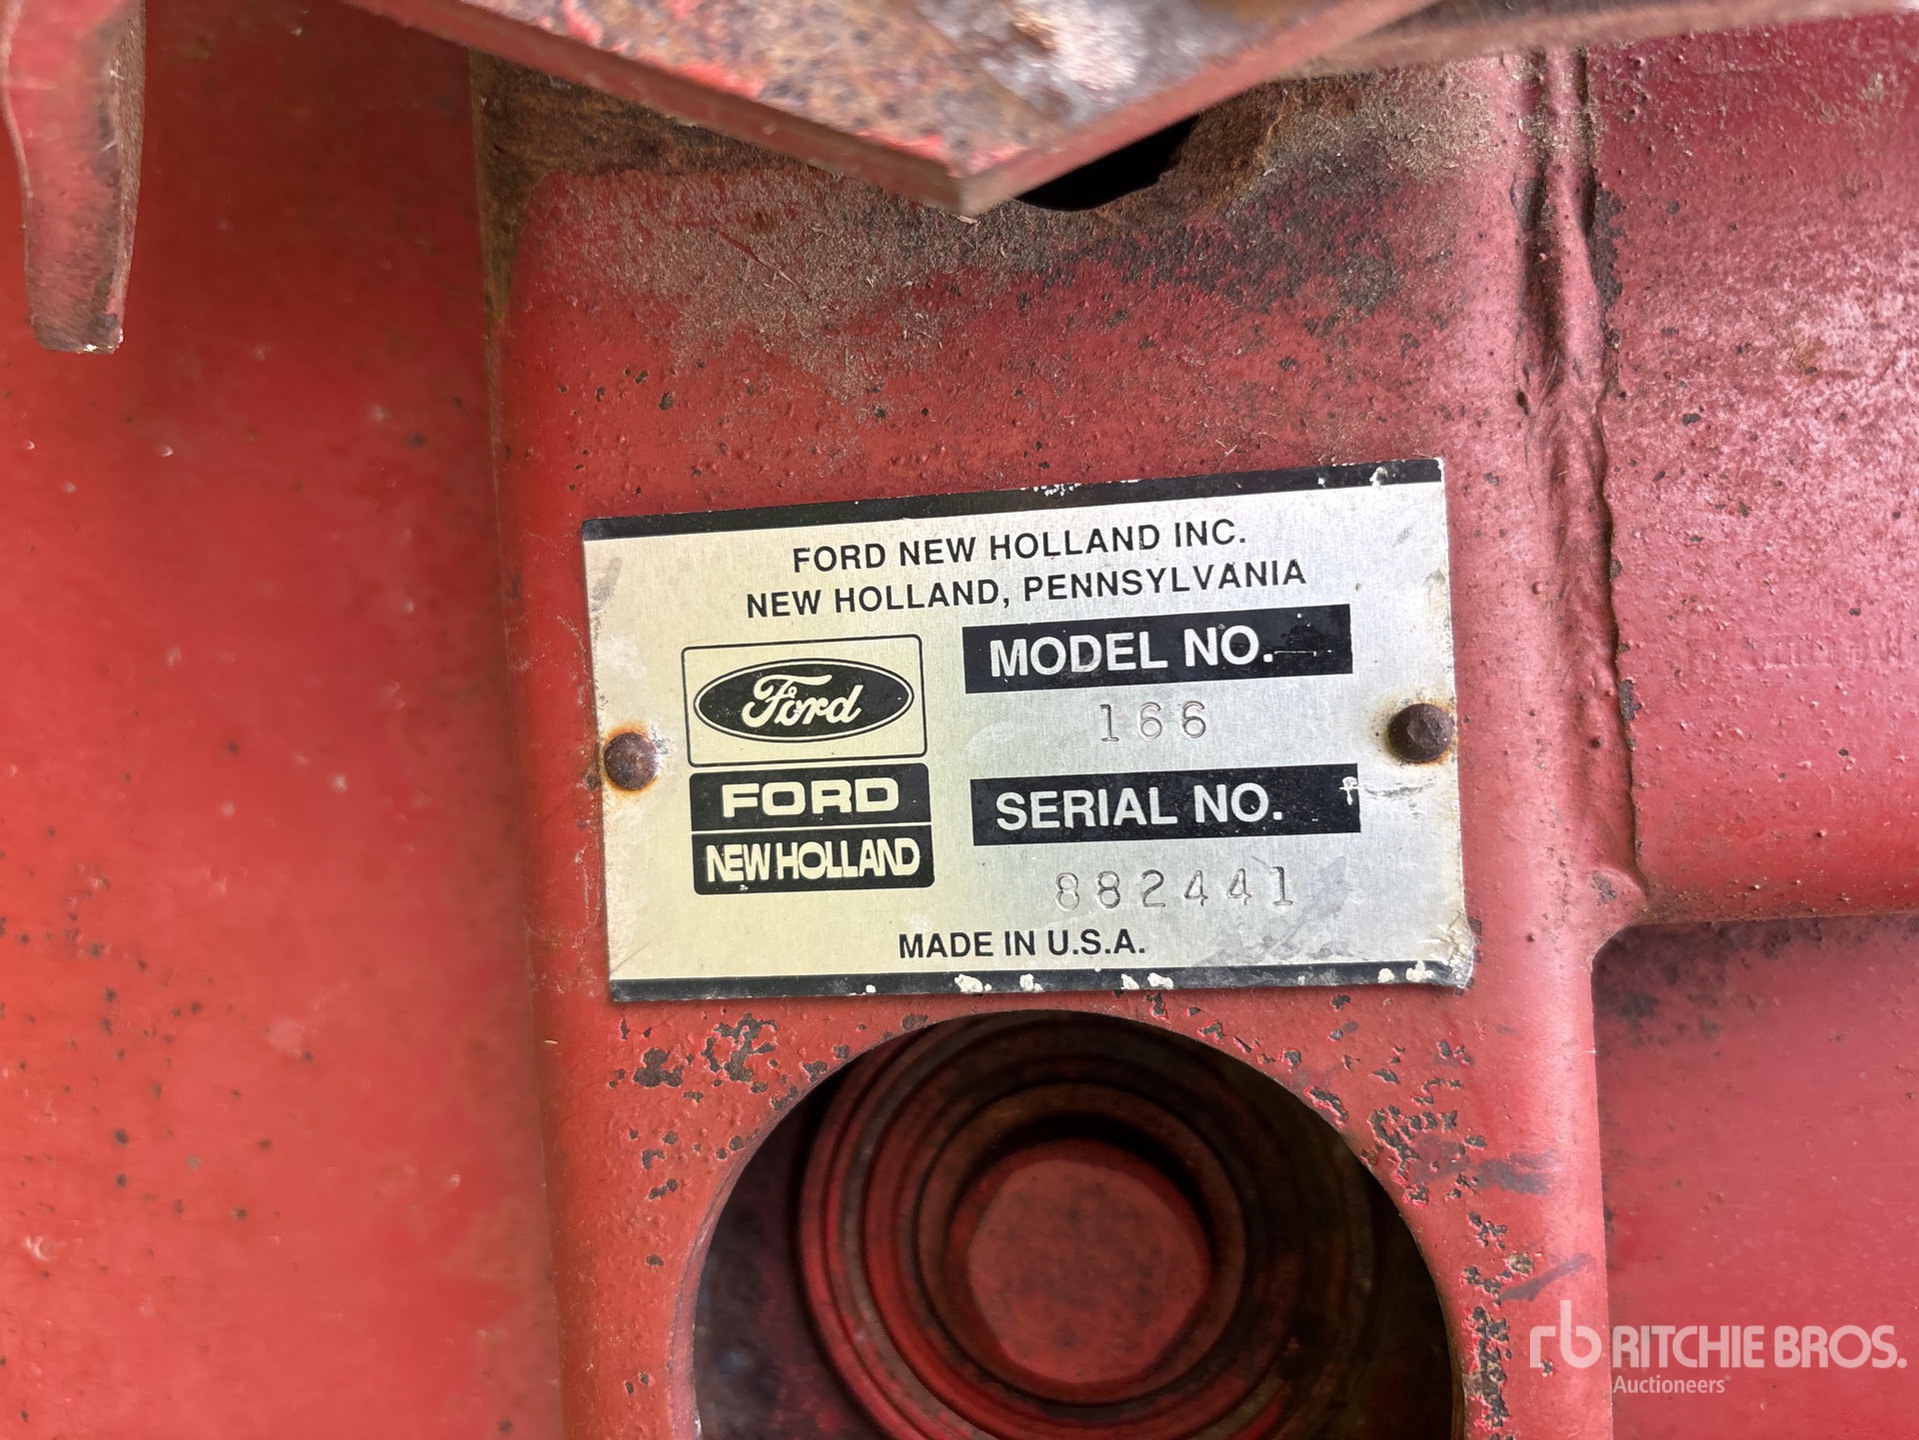 FORD NEW HOLLAND INC.
NEW HOLLAND, PENNSYLVANIA
Ford
FORD
NEW HOLLAND
MODEL NO.
166
SERIAL NO.
882441
MADE IN U.S.A.
rb RITCHIE BROS.
Auctioneers